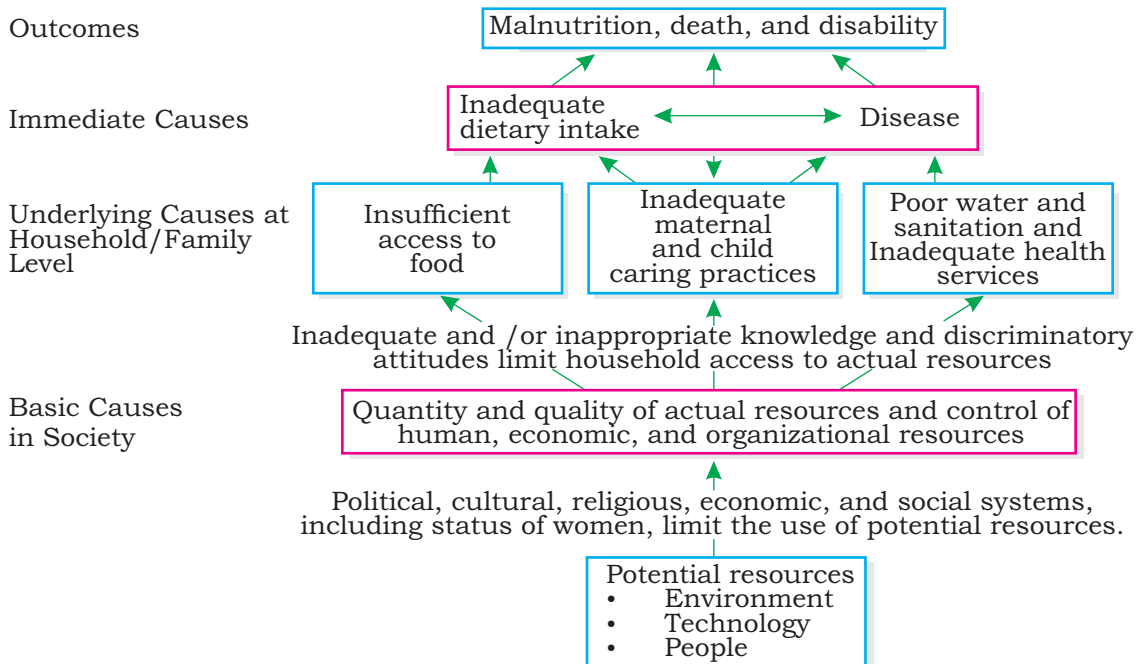 Outcomes
Malnutrition, death, and disability
Immediate Causes
Inadequate
dietary intake
Disease
Underlying Causes at
Household/Family
Level
Insufficient
access to
food
Inadequate
maternal
and child
caring practices
Poor water and
sanitation and
Inadequate health
services
Inadequate and /or inappropriate knowledge and discriminatory
attitudes limit household access to actual resources
Basic Causes
in Society
Quantity and quality of actual resources and control of
human, economic, and organizational resources
Political, cultural, religious, economic, and social systems,
including status of women, limit the use of potential resources.
Potential resources
• Environment
• Technology
• People